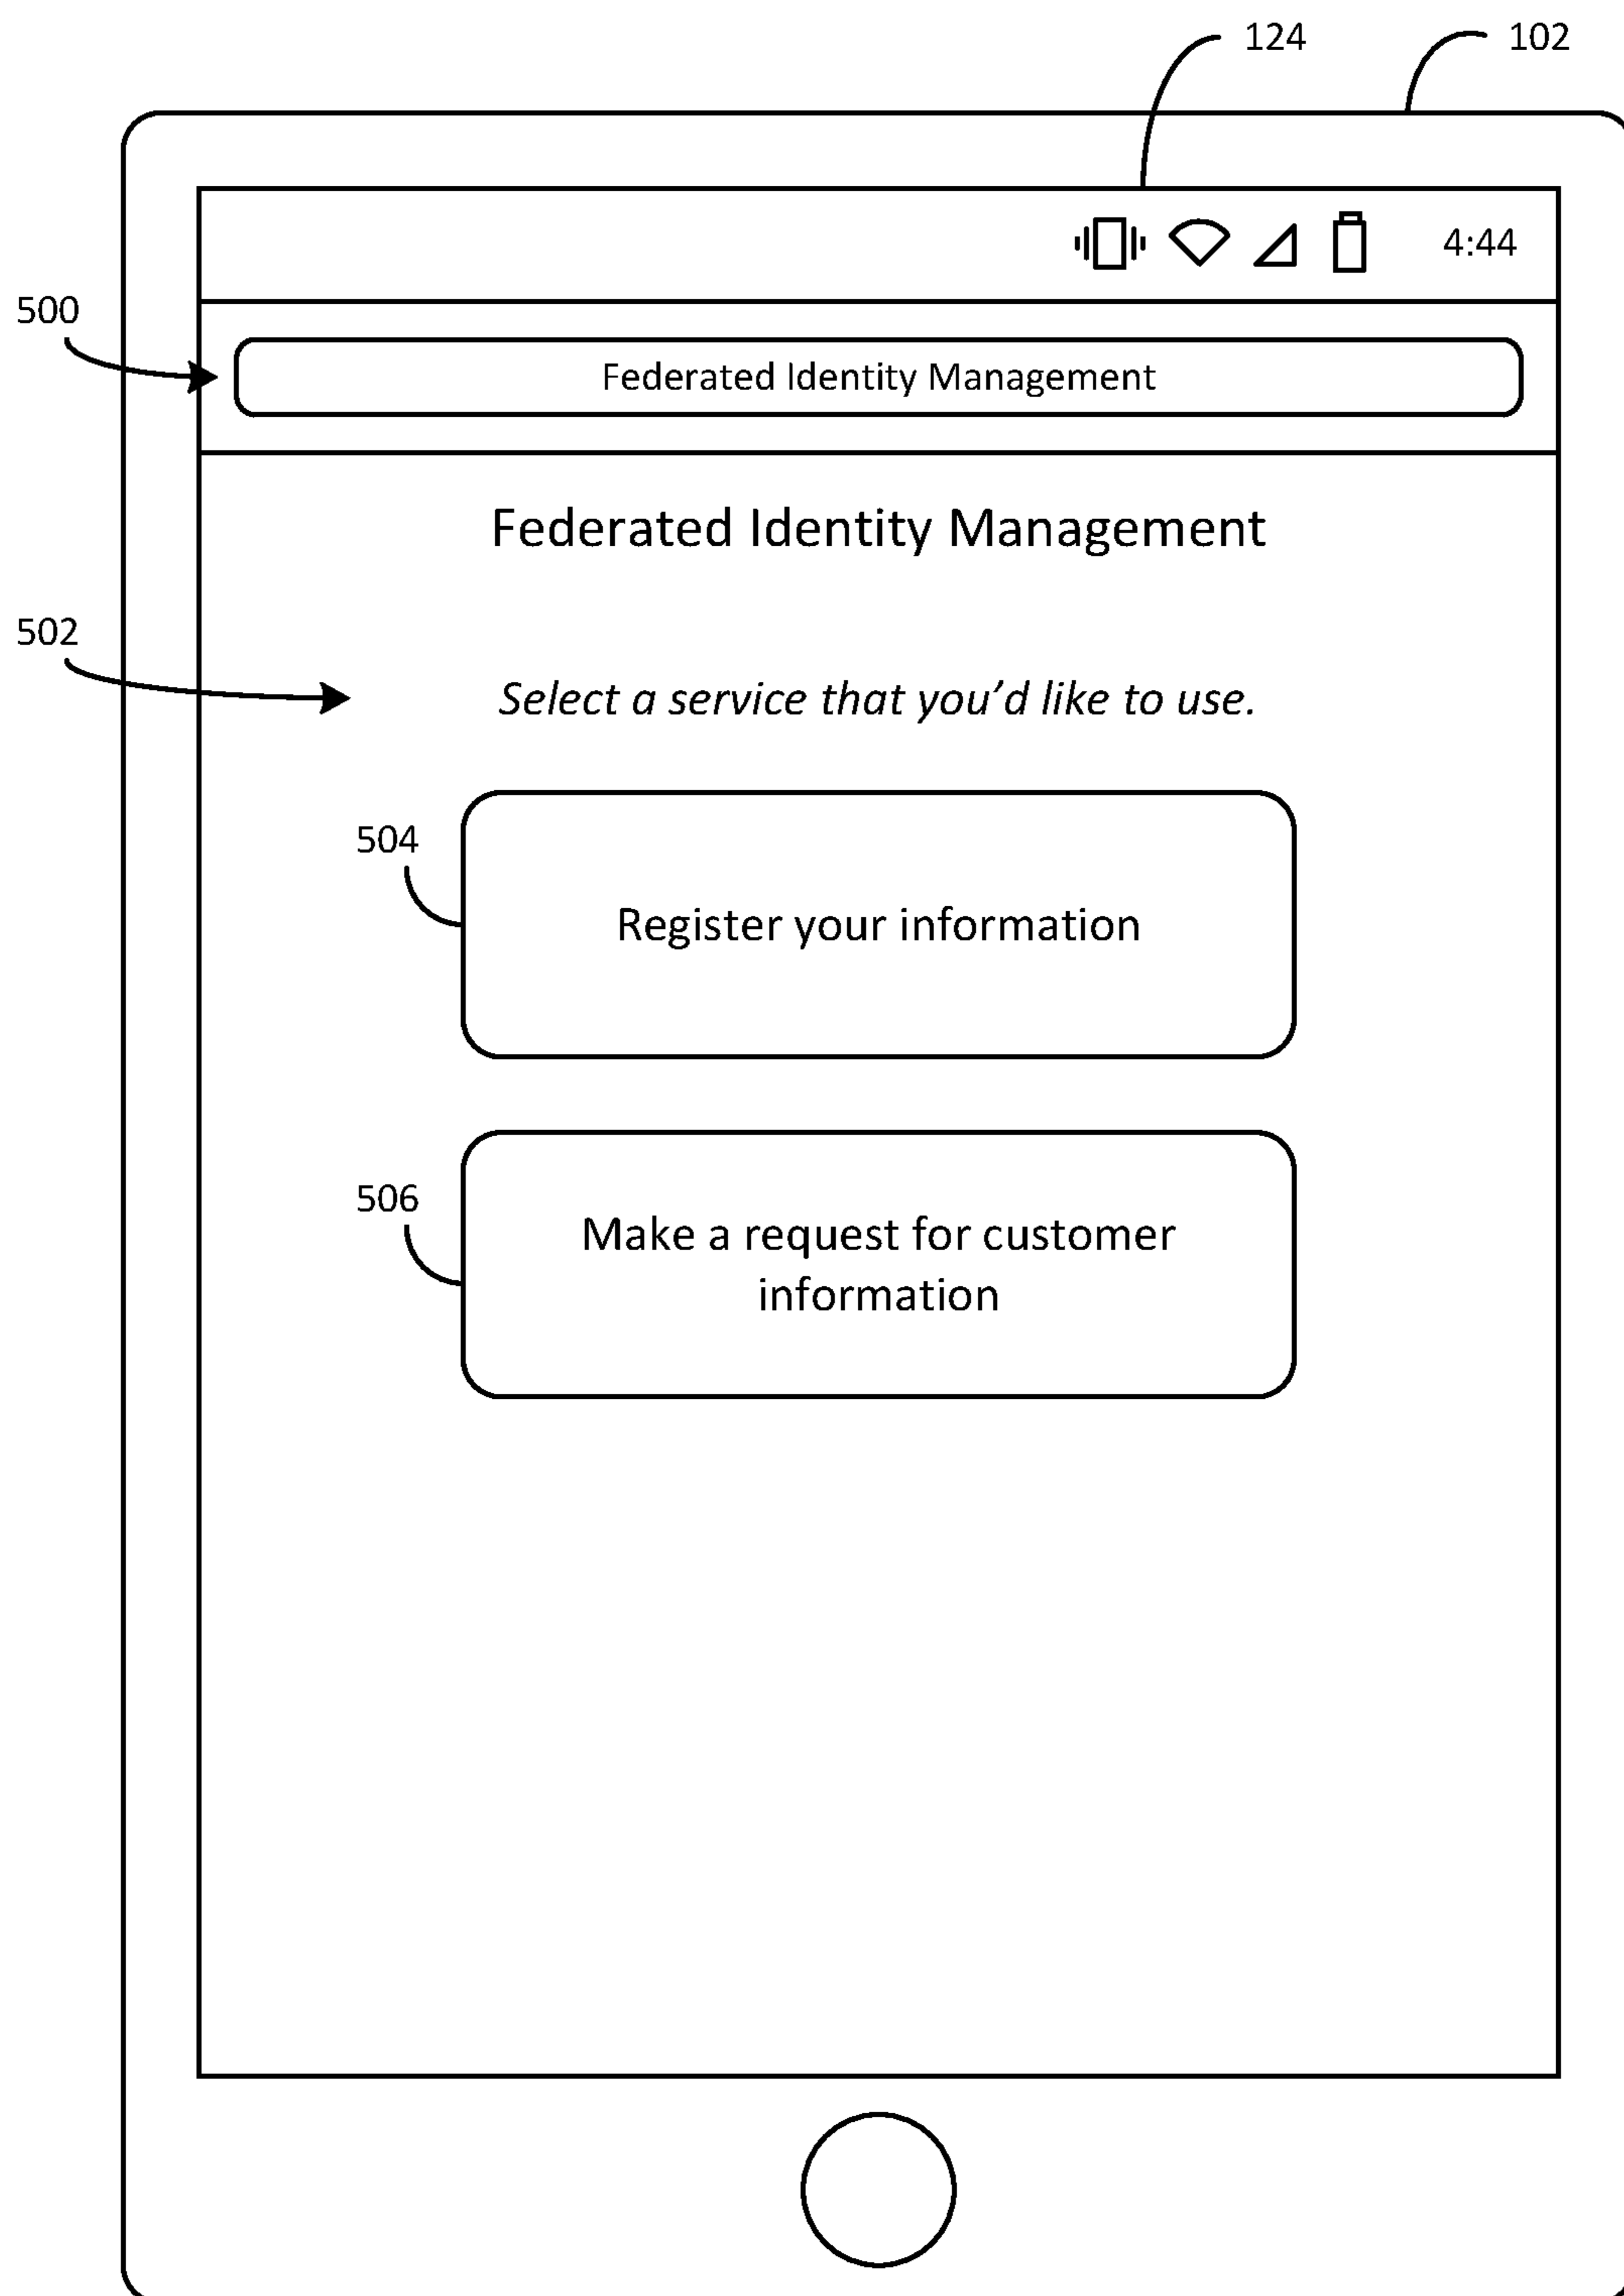 124
102
4:44
500
Federated Identity Management
Federated Identity Management
502
Select a service that you’d like to use.
504
Register your information
506
Make a request for customer
information